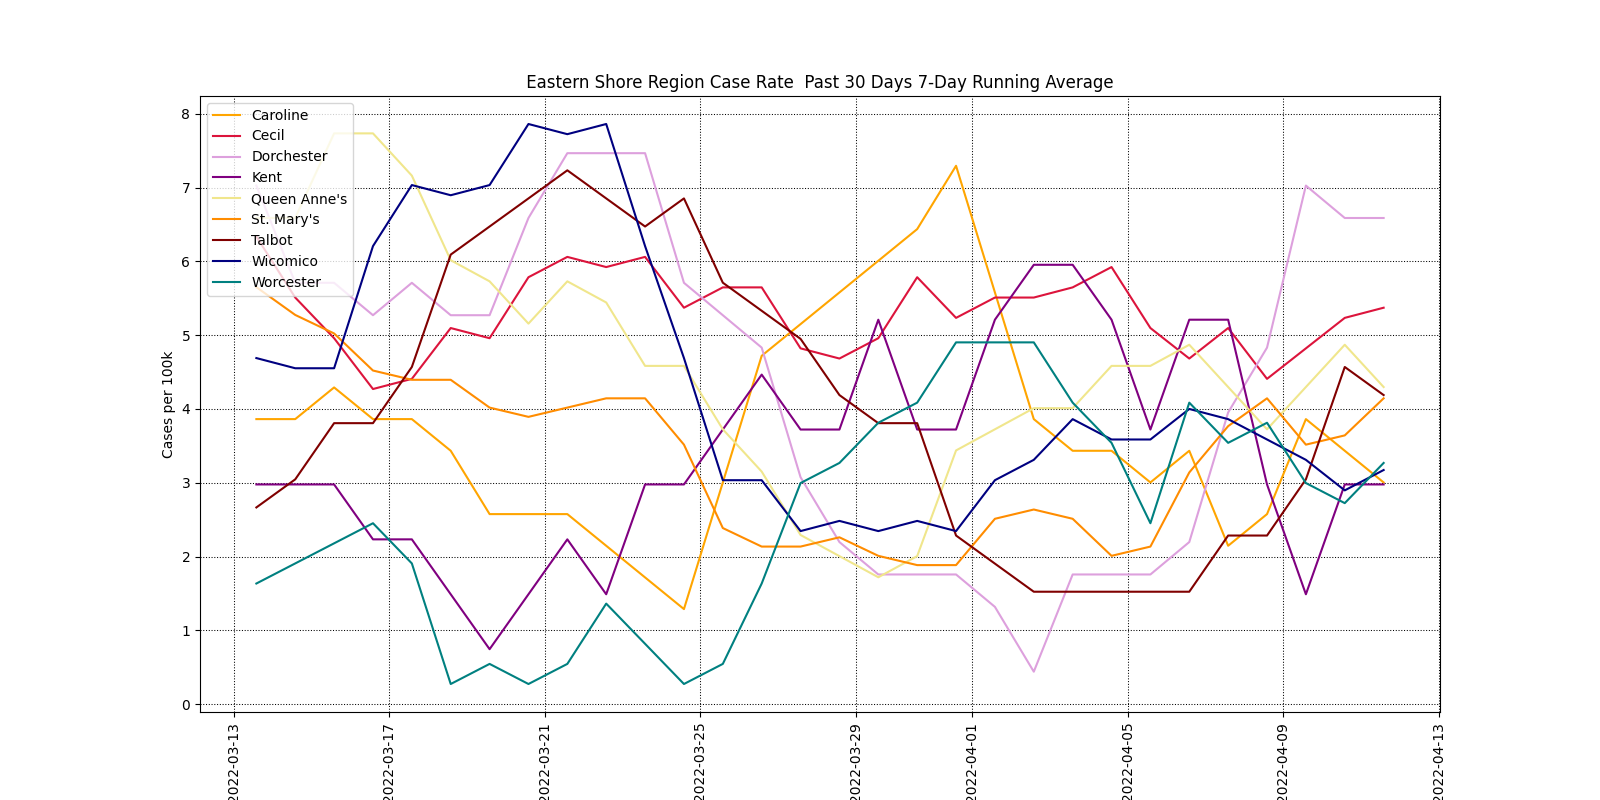 Eastern Shore Region Case Rate  Past 30 Days 7-Day Running Average
Caroline
Cecil
Dorchester
Kent
Queen Anne's
St. Mary's
Talbot
Wicomico
Worcester
Cases per 100k
8
7
6
5
4
3
2
1
0
2022-03-13
2022-03-17
2022-03-21
2022-03-25
2022-03-29
2022-04-01
2022-04-05
2022-04-09
2022-04-13